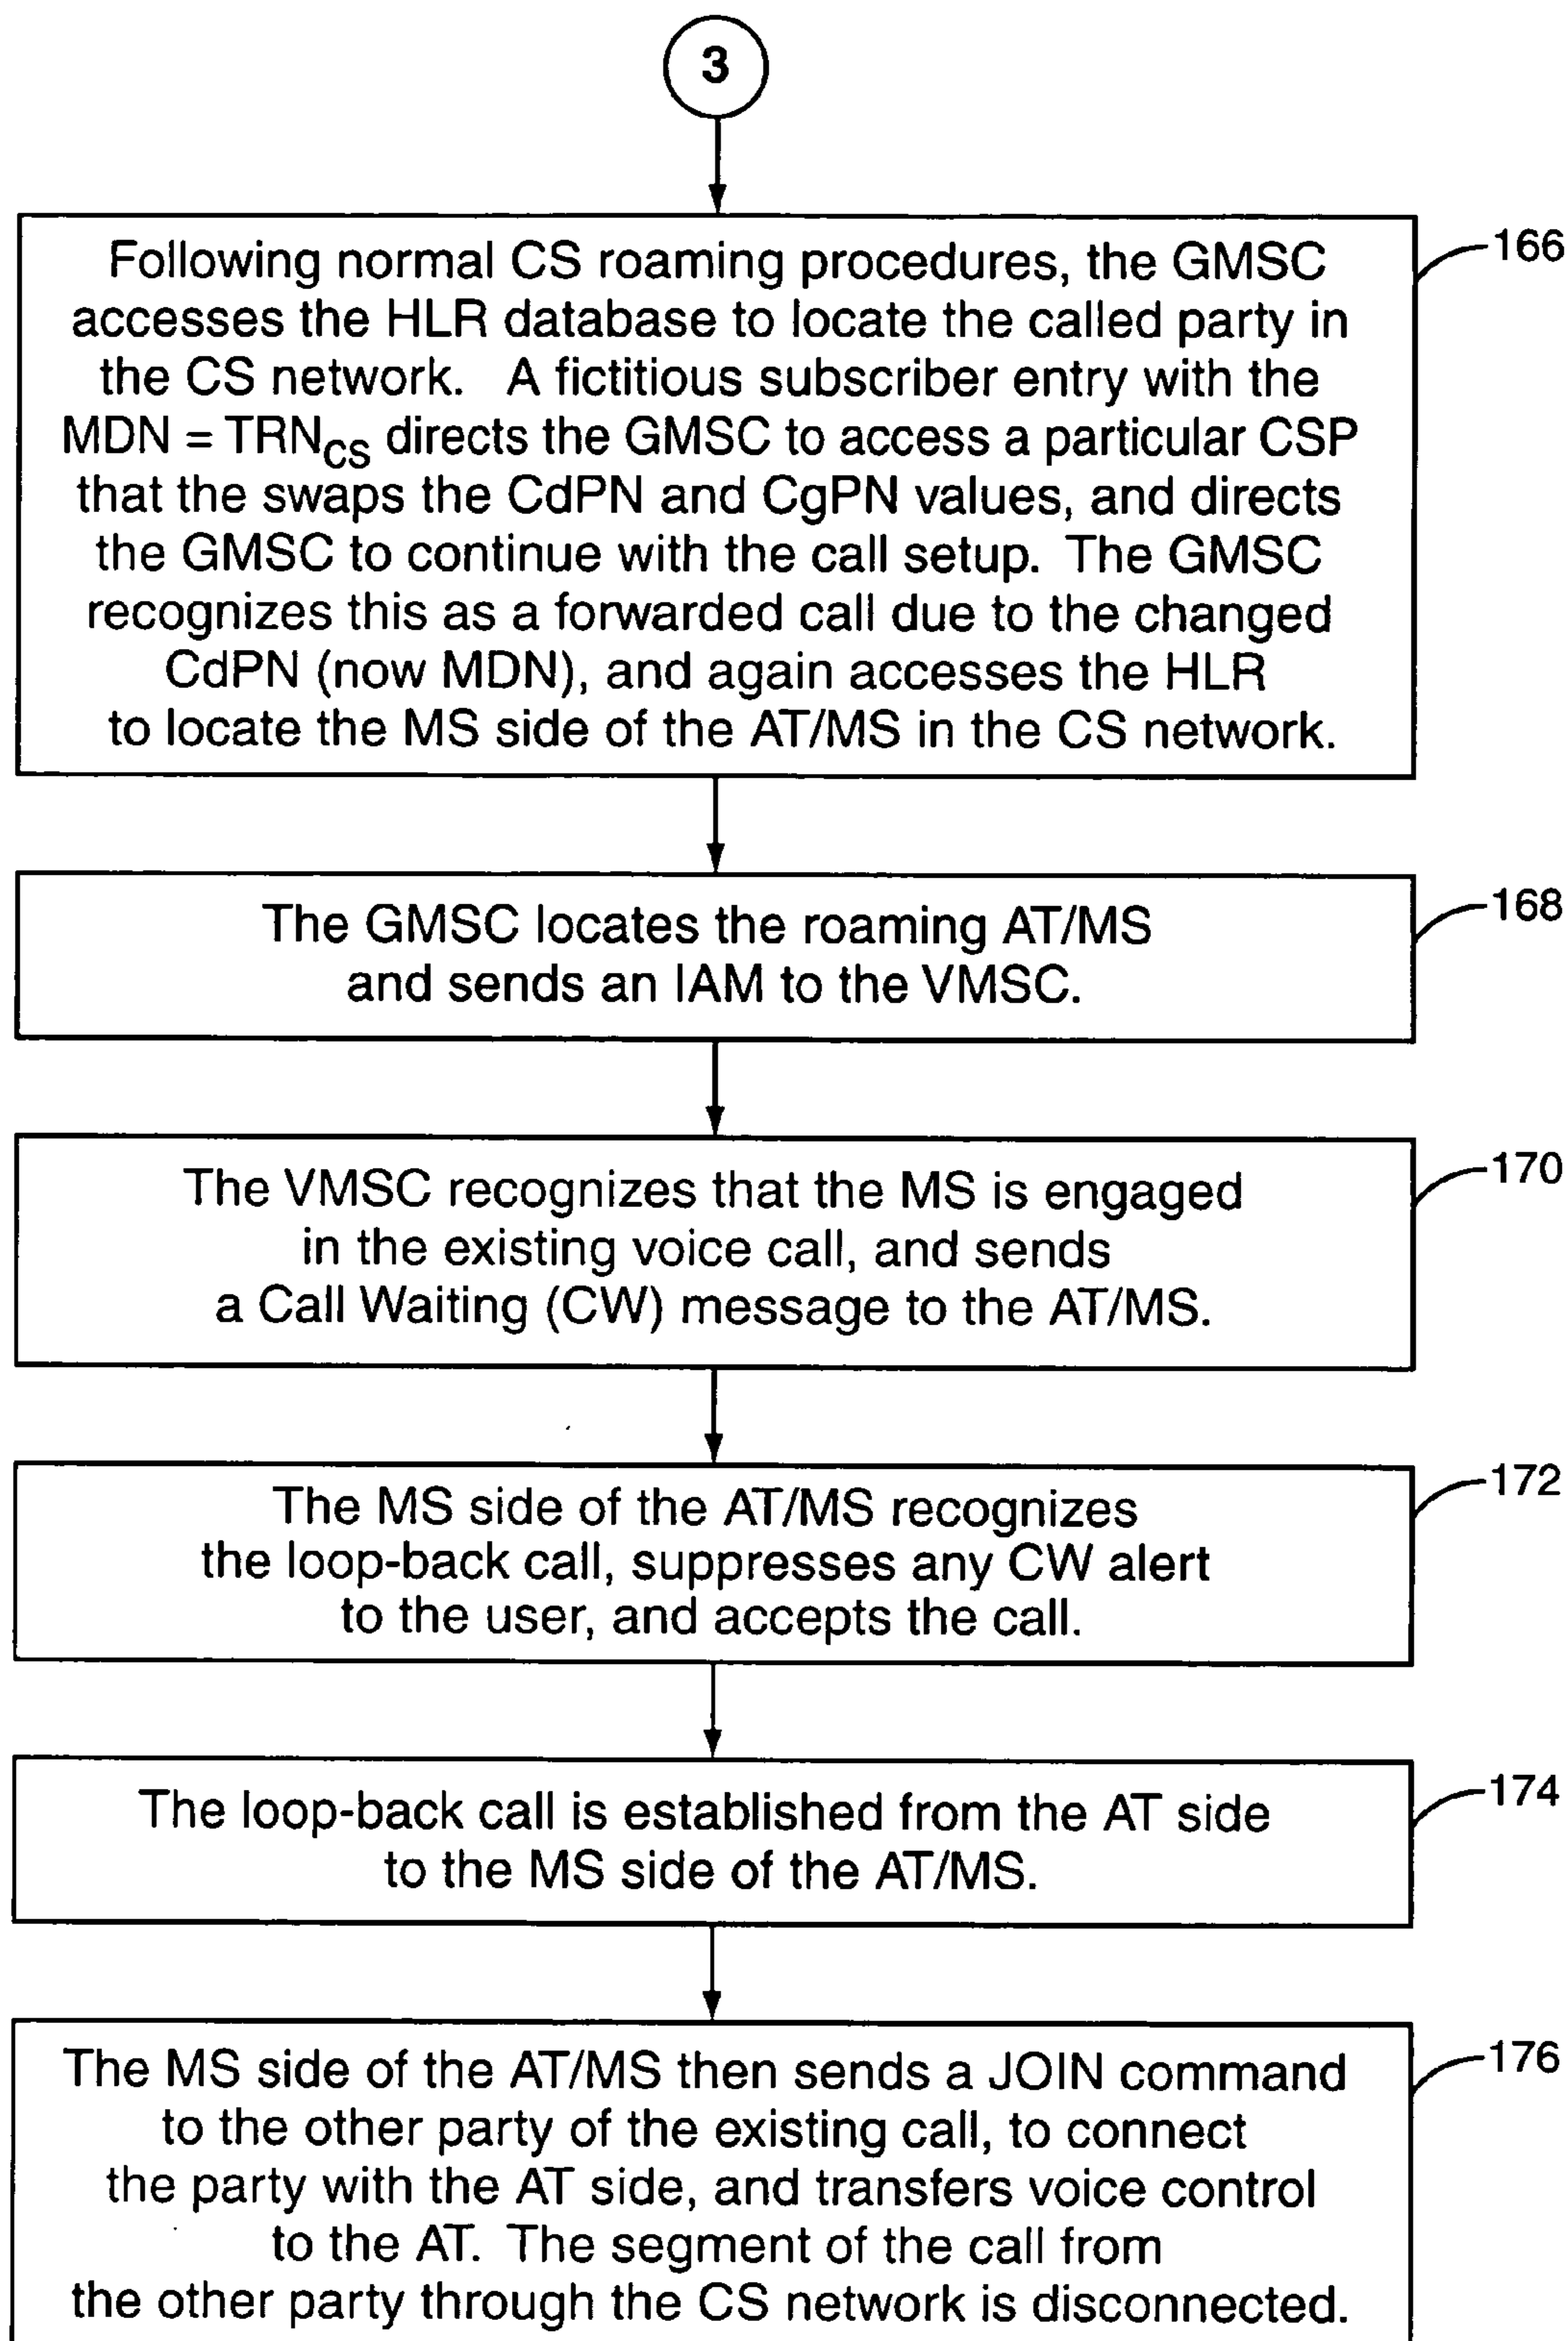 3
Following normal CS roaming procedures, the GMSC
accesses the HLR database to locate the called party in
the CS network. A fictitious subscriber entry with the
MDN = TRN_CS directs the GMSC to access a particular CSP
that the swaps the CdPN and CgPN values, and directs
the GMSC to continue with the call setup. The GMSC
recognizes this as a forwarded call due to the changed
CdPN (now MDN), and again accesses the HLR
to locate the MS side of the AT/MS in the CS network.
166
The GMSC locates the roaming AT/MS
and sends an IAM to the VMSC.
168
The VMSC recognizes that the MS is engaged
in the existing voice call, and sends
a Call Waiting (CW) message to the AT/MS.
170
The MS side of the AT/MS recognizes
the loop-back call, suppresses any CW alert
to the user, and accepts the call.
172
The loop-back call is established from the AT side
to the MS side of the AT/MS.
174
The MS side of the AT/MS then sends a JOIN command
to the other party of the existing call, to connect
the party with the AT side, and transfers voice control
to the AT. The segment of the call from
the other party through the CS network is disconnected.
176